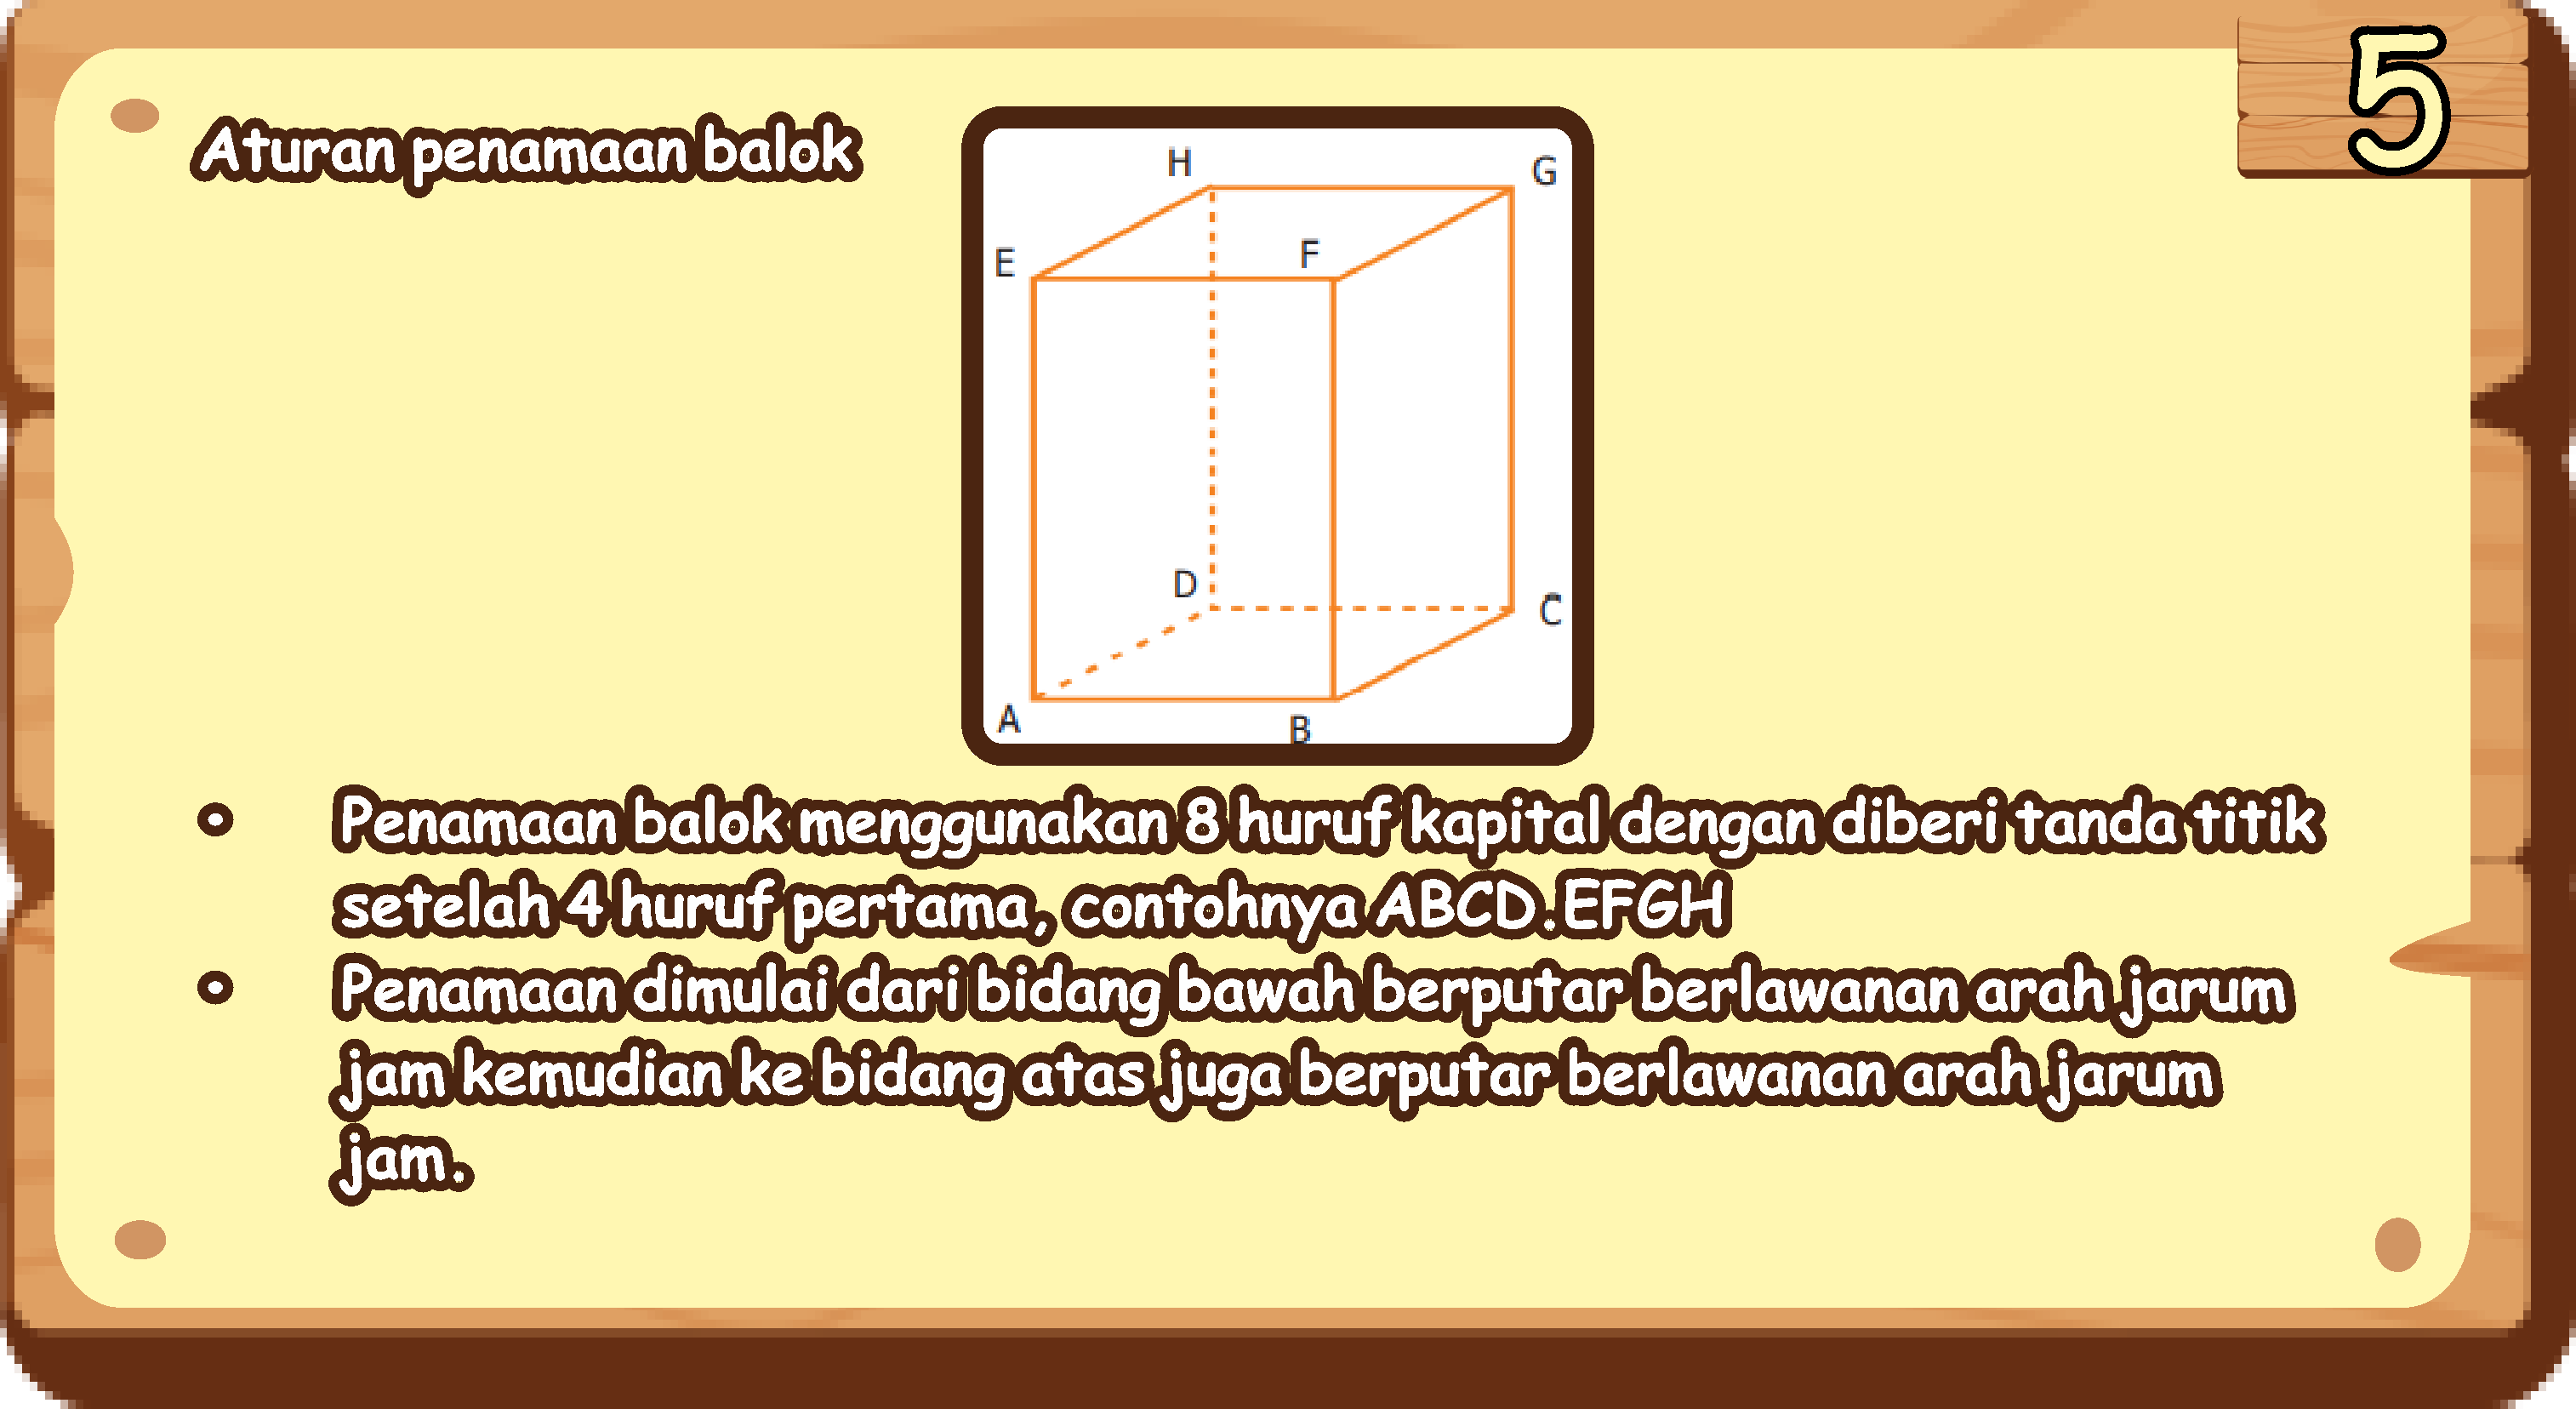 5
Aturan penamaan balok
H
G
E
F
D
C
A
B
• Penamaan balok menggunakan 8 huruf kapital dengan diberi tanda titik
setelah 4 huruf pertama, contohnya ABCD.EFGH
• Penamaan dimulai dari bidang bawah berputar berlawanan arah jarum
jam kemudian ke bidang atas juga berputar berlawanan arah jarum
jam.